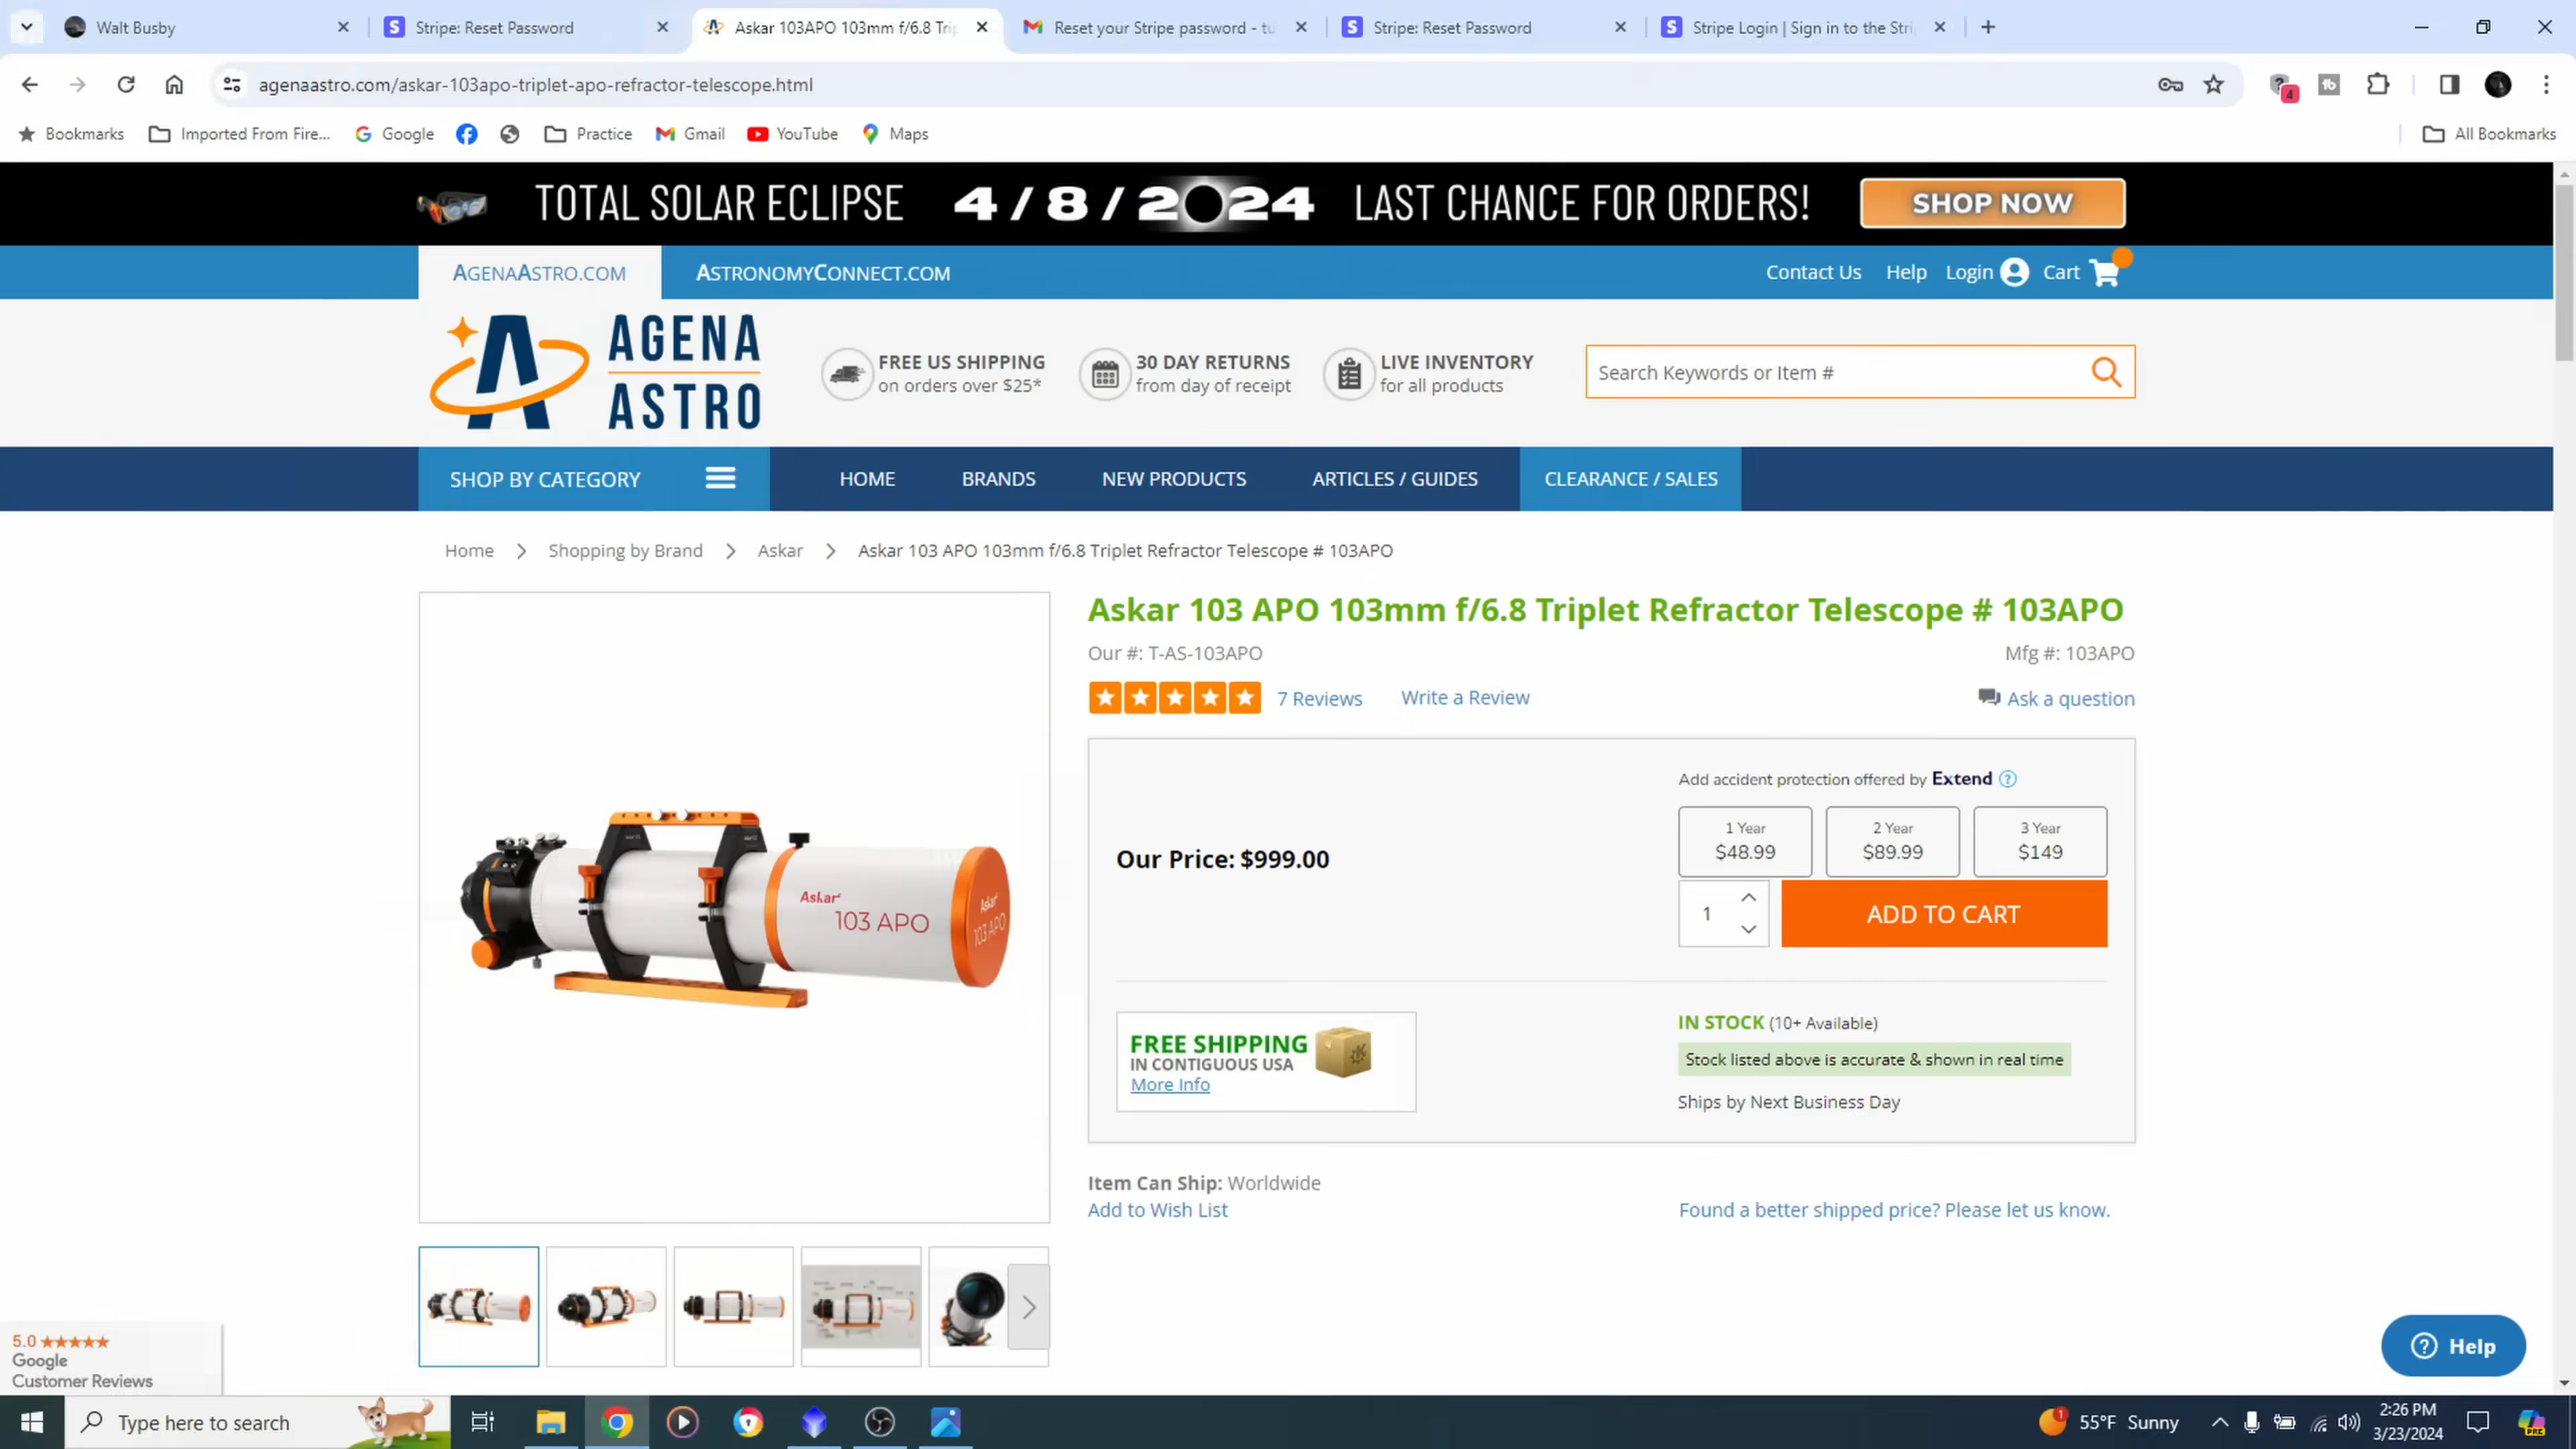 Walt Busby
Stripe: Reset Password
Askar 103APO 103mm f/6.8 Tri
Reset your Stripe password - tu
Stripe: Reset Password
Stripe Login | Sign in to the Stri
agenaastro.com/askar-103apo-triplet-apo-refractor-telescope.html
4
Bookmarks
Imported From Fire...
Google
Practice
Gmail
YouTube
Maps
All Bookmarks
TOTAL SOLAR ECLIPSE 4/8/2024 LAST CHANCE FOR ORDERS! SHOP NOW
AGENAASTRO.COM
ASTRONOMYCONNECT.COM
Contact Us
Help
Login
Cart
AGENA
ASTRO
FREE US SHIPPING
on orders over $25*
30 DAY RETURNS
from day of receipt
LIVE INVENTORY
for all products
Search Keywords or Item #
SHOP BY CATEGORY
HOME
BRANDS
NEW PRODUCTS
ARTICLES / GUIDES
CLEARANCE / SALES
Home > Shopping by Brand > Askar > Askar 103 APO 103mm f/6.8 Triplet Refractor Telescope # 103APO
Askar 103 APO 103mm f/6.8 Triplet Refractor Telescope # 103APO
Our #: T-AS-103APO
Mfg #: 103APO
7 Reviews
Write a Review
Ask a question
Askar
103 APO
Askar
103 APO
Add accident protection offered by Extend ?
1 Year
$48.99
2 Year
$89.99
3 Year
$149
Our Price: $999.00
1
ADD TO CART
FREE SHIPPING
IN CONTIGUOUS USA
More Info
IN STOCK (10+ Available)
Stock listed above is accurate & shown in real time
Ships by Next Business Day
Item Can Ship: Worldwide
Add to Wish List
Found a better shipped price? Please let us know.
5.0 ★★★★★
Google
Customer Reviews
Help
Type here to search
1
55°F Sunny
2:26 PM
3/23/2024
PRE